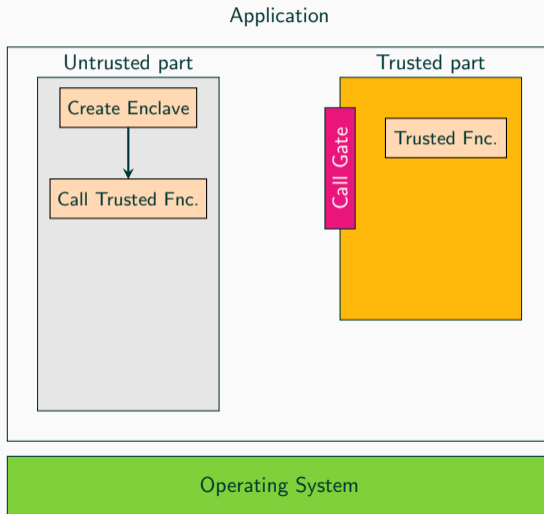 Application
Untrusted part
Trusted part
Create Enclave
Call Trusted Fnc.
Call Gate
Trusted Fnc.
Operating System